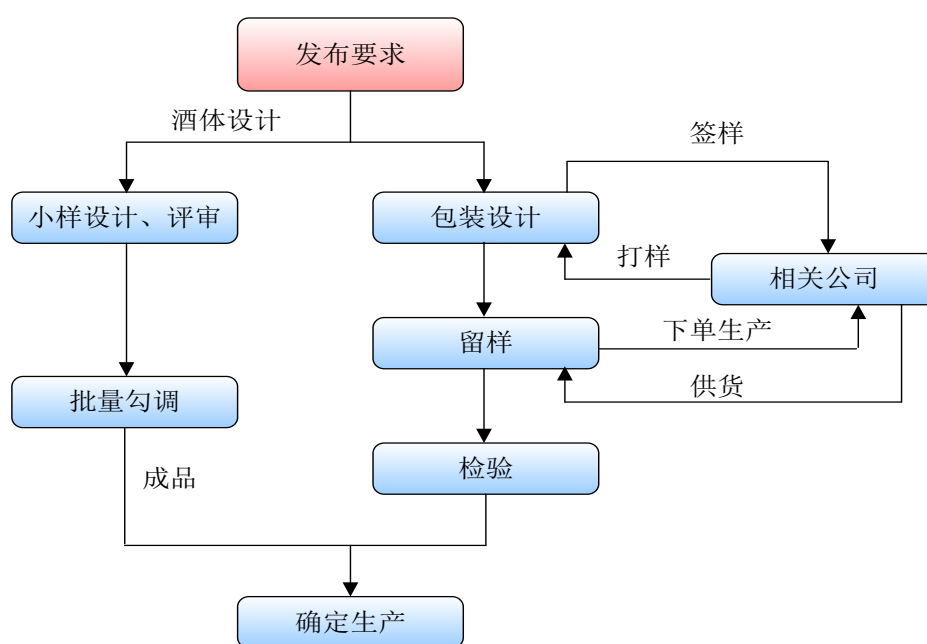 发布要求
酒体设计
签样
小样设计、评审
包装设计
打样
相关公司
留样
下单生产
批量勾调
供货
成品
检验
确定生产